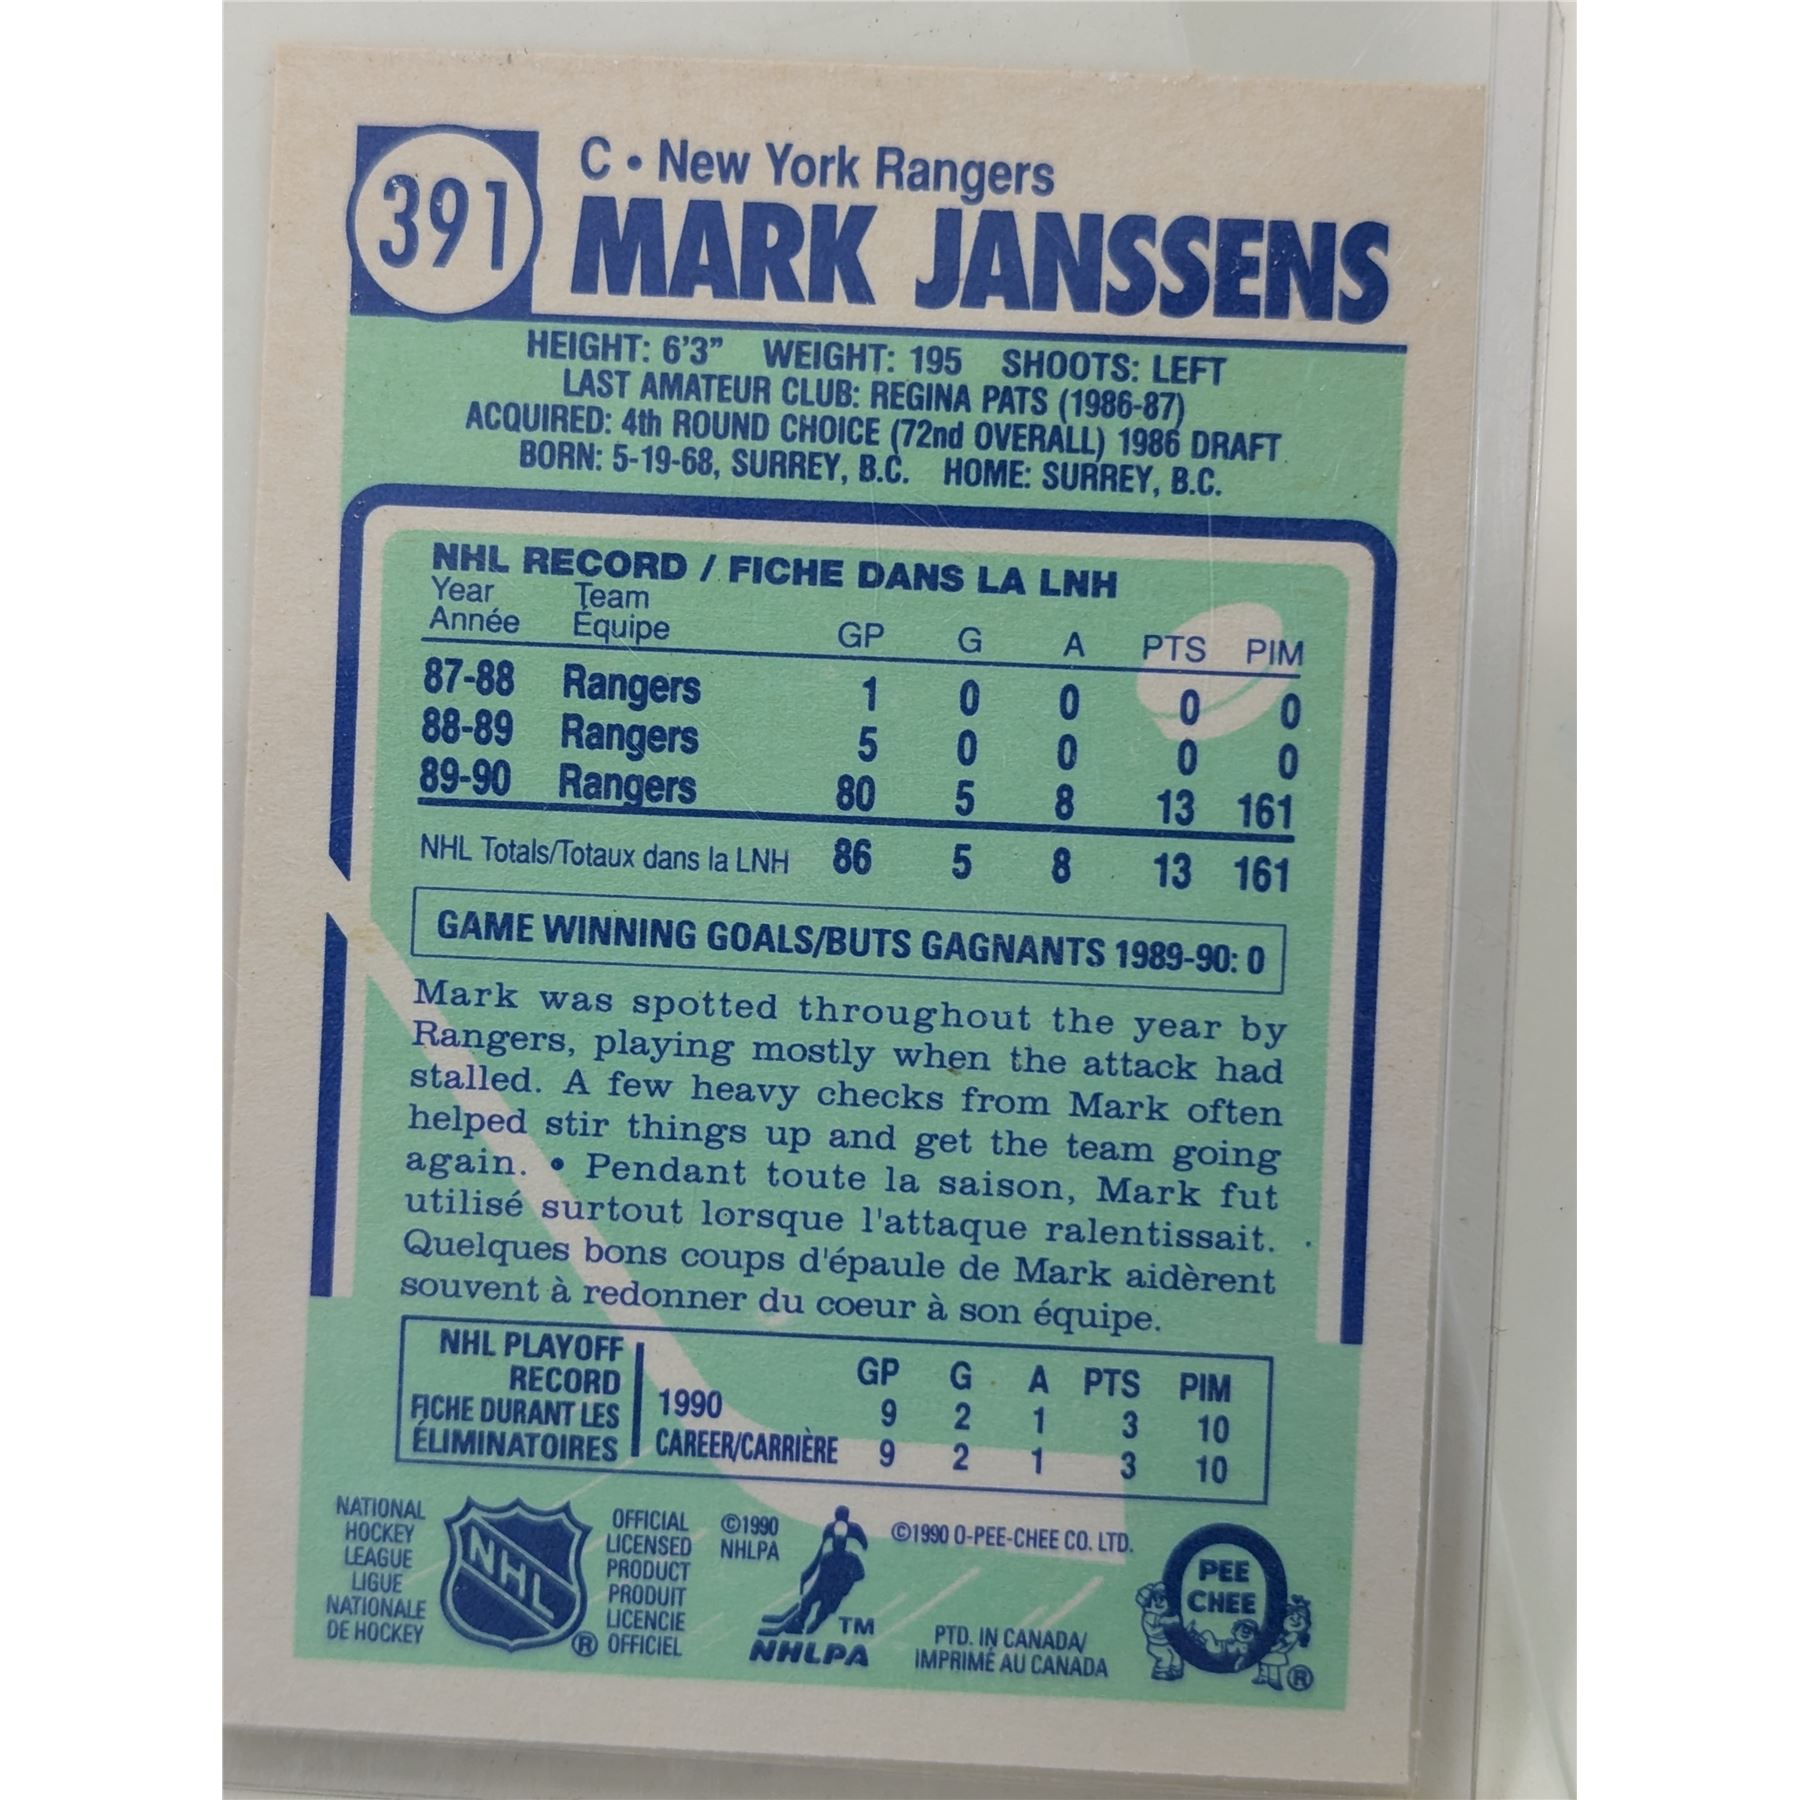 391
C • New York Rangers
MARK JANSSENS
HEIGHT: 6'3” WEIGHT: 195 SHOOTS: LEFT
LAST AMATEUR CLUB: REGINA PATS (1986-87)
ACQUIRED: 4th ROUND CHOICE (72nd OVERALL) 1986 DRAFT
BORN: 5-19-68, SURREY, B.C. HOME: SURREY, B.C.
NHL RECORD / FICHE DANS LA LNH
Year Team
Année Équipe GP G A PTS PIM
87-88 Rangers 1 0 0 0 0
88-89 Rangers 5 0 0 0 0
89-90 Rangers 80 5 8 13 161
NHL Totals/Totaux dans la LNH 86 5 8 13 161
GAME WINNING GOALS/BUTS GAGNANTS 1989-90: 0
Mark was spotted throughout the year by
Rangers, playing mostly when the attack had
stalled. A few heavy checks from Mark often
helped stir things up and get the team going
again. • Pendant toute la saison, Mark fut
utilisé surtout lorsque l'attaque ralentissait.
Quelques bons coups d'épaule de Mark aidèrent
souvent à redonner du coeur à son équipe.
NHL PLAYOFF
RECORD
FICHE DURANT LES
ÉLIMINATOIRES
GP G A PTS PIM
1990 9 2 1 3 10
CAREER/CARRIÈRE 9 2 1 3 10
NATIONAL
HOCKEY
LEAGUE
LIGUE
NATIONALE
DE HOCKEY
NHL
®
OFFICIAL
LICENSED
PRODUCT
PRODUIT
LICENCIE
OFFICIEL
©1990
NHLPA
TM
NHLPA
©1990 O-PEE-CHEE CO. LTD.
PTD. IN CANADA/
IMPRIMÉ AU CANADA
O
PEE
CHEE
®